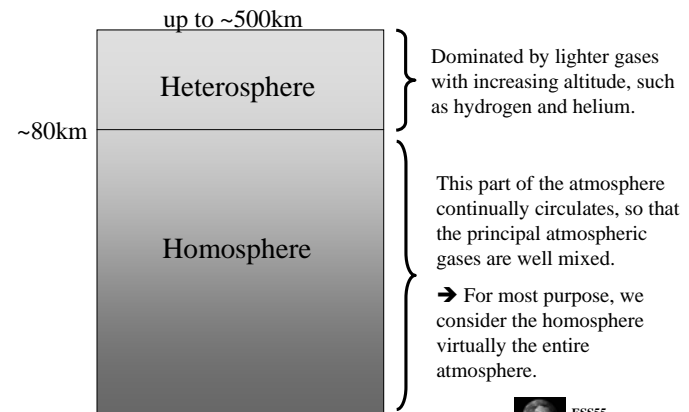 up to ~500km
Heterosphere
Dominated by lighter gases
with increasing altitude, such
as hydrogen and helium.
~80km
Homosphere
This part of the atmosphere
continually circulates, so that
the principal atmospheric
gases are well mixed.
➔ For most purpose, we
consider the homosphere
virtually the entire
atmosphere.
ESS55